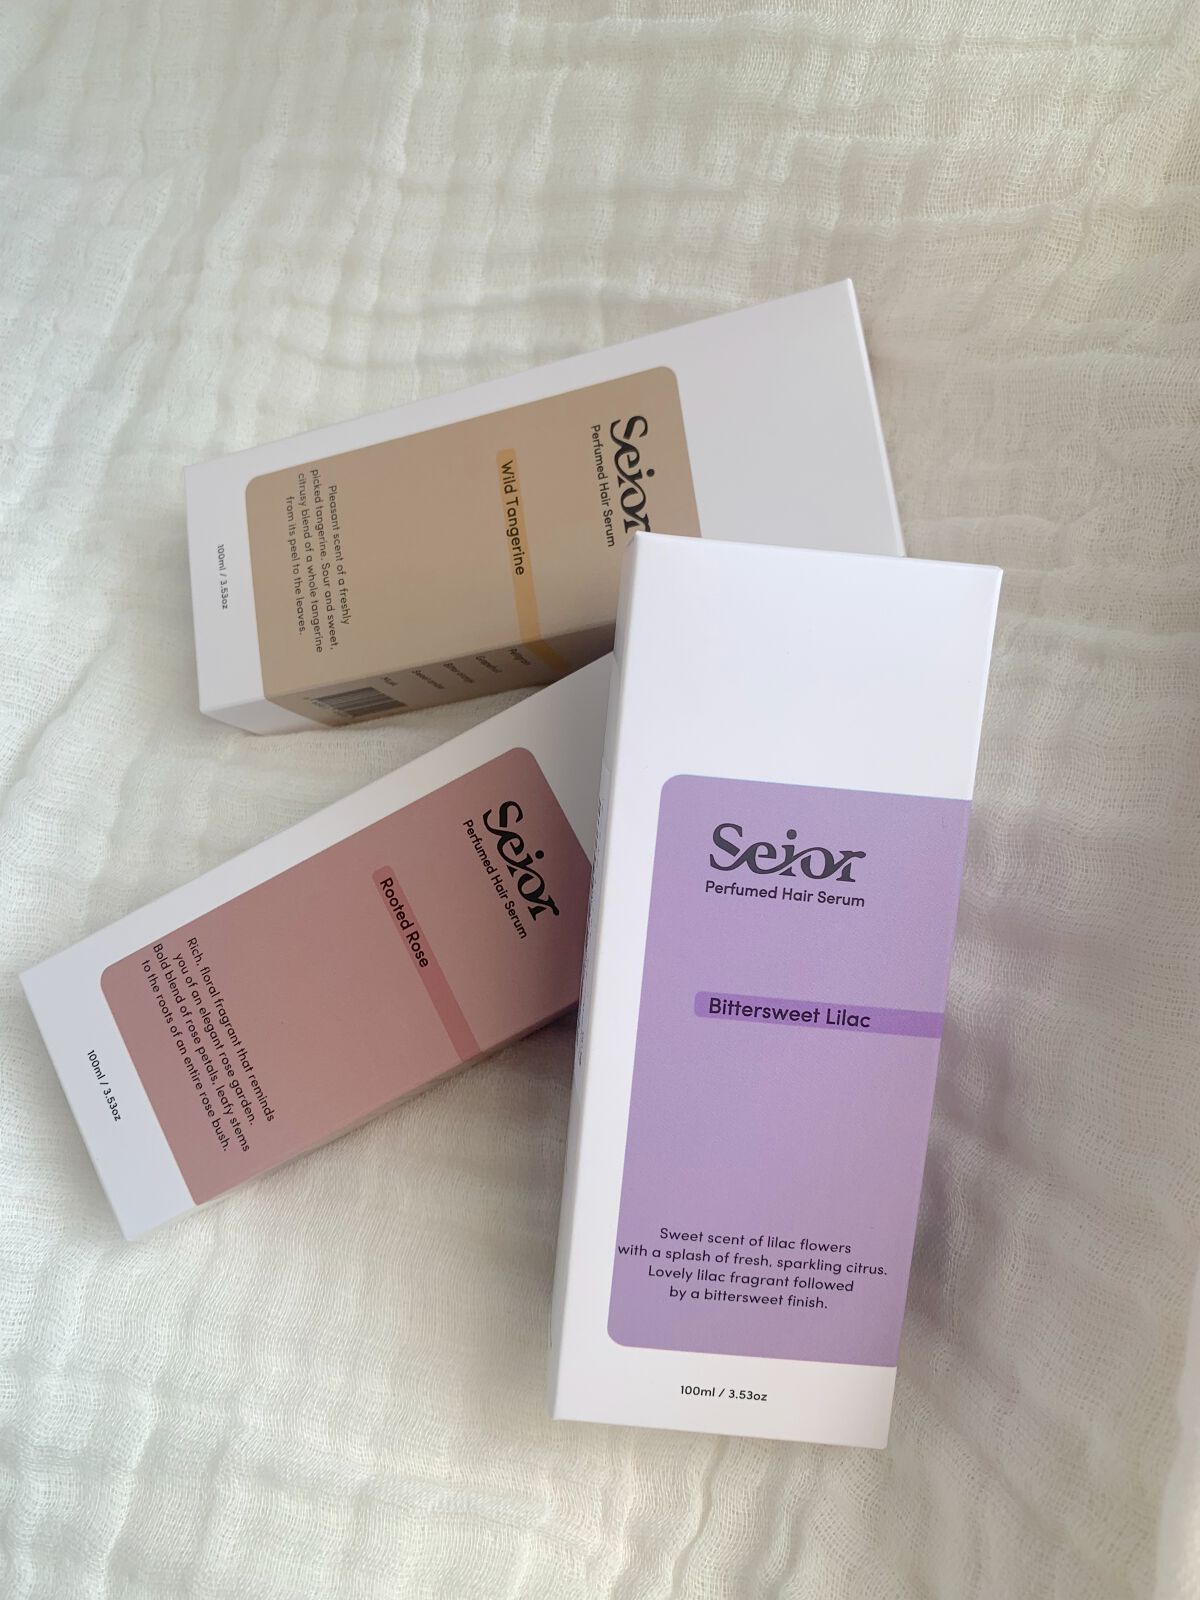 Seior
Perfumed Hair Serum
Wild Tangerine
Pleasant scent of a freshly
picked tangerine. Sour and sweet,
citrusy blend of a whole tangerine
from its peel to the leaves.
100ml / 3.53oz
Petitgrain
Grapefruit
Bitter orange
Seior
Perfumed Hair Serum
Rooted Rose
Rich, floral fragrant that reminds
you of an elegant rose garden.
Bold blend of rose petals, leafy stems
to the roots of an entire rose bush.
100ml / 3.53oz
Seior
Perfumed Hair Serum
Bittersweet Lilac
Sweet scent of lilac flowers
with a splash of fresh, sparkling citrus.
Lovely lilac fragrant followed
by a bittersweet finish.
100ml / 3.53oz